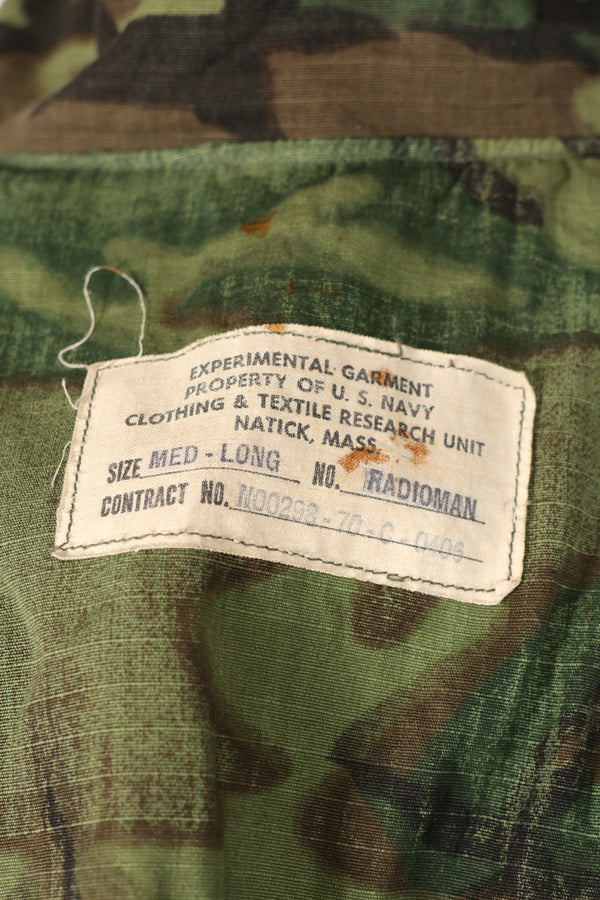 EXPERIMENTAL GARMENT
PROPERTY OF U. S. NAVY
CLOTHING & TEXTILE RESEARCH UNIT
NATICK, MASS.
SIZE MED - LONG NO. RADIOMAN
CONTRACT NO. N00298 - 70 - C - 0406